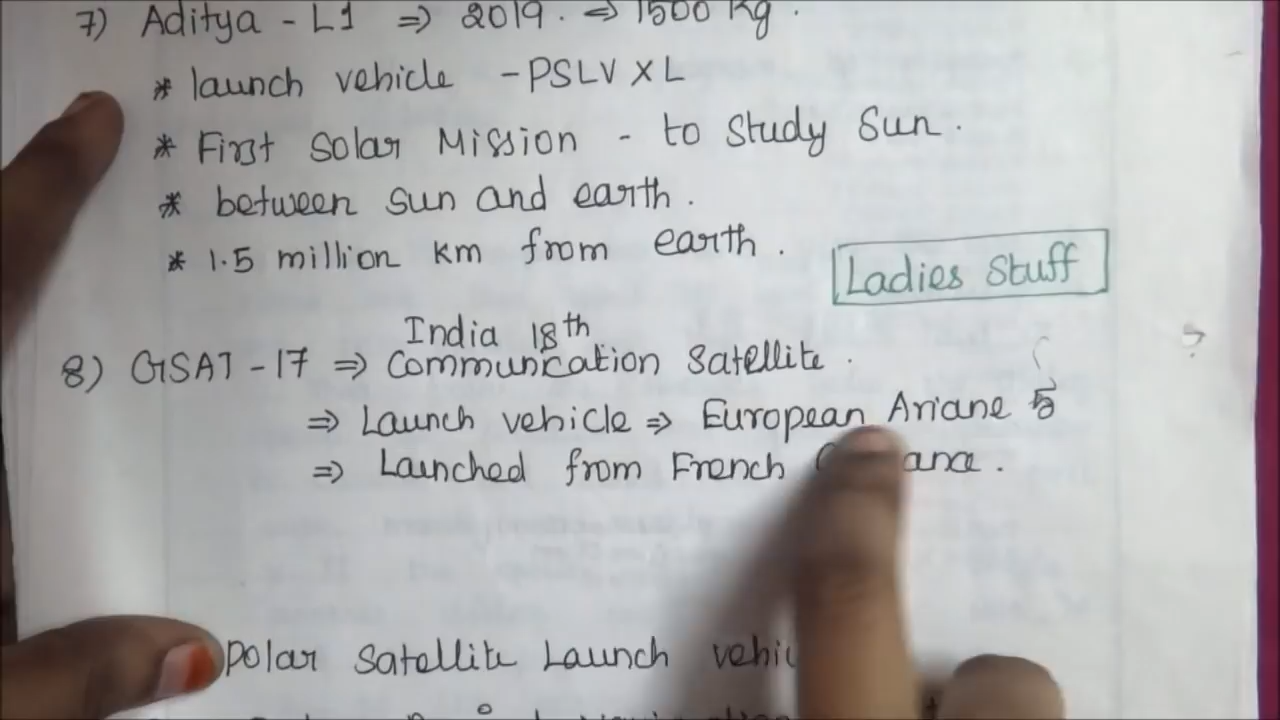 7) Aditya - L1 ⇒ 2019. ⇒ 1500 kg.
* launch vehicle - PSLV XL
* First Solar Mission - to study Sun.
* between sun and earth.
* 1.5 million km from earth.
Ladies Stuff
India 18th
8) GSAT - 17 ⇒ Communication Satellite.
⇒ Launch vehicle ⇒ European Ariane 5
⇒ Launched from French
Polar Satellite Launch